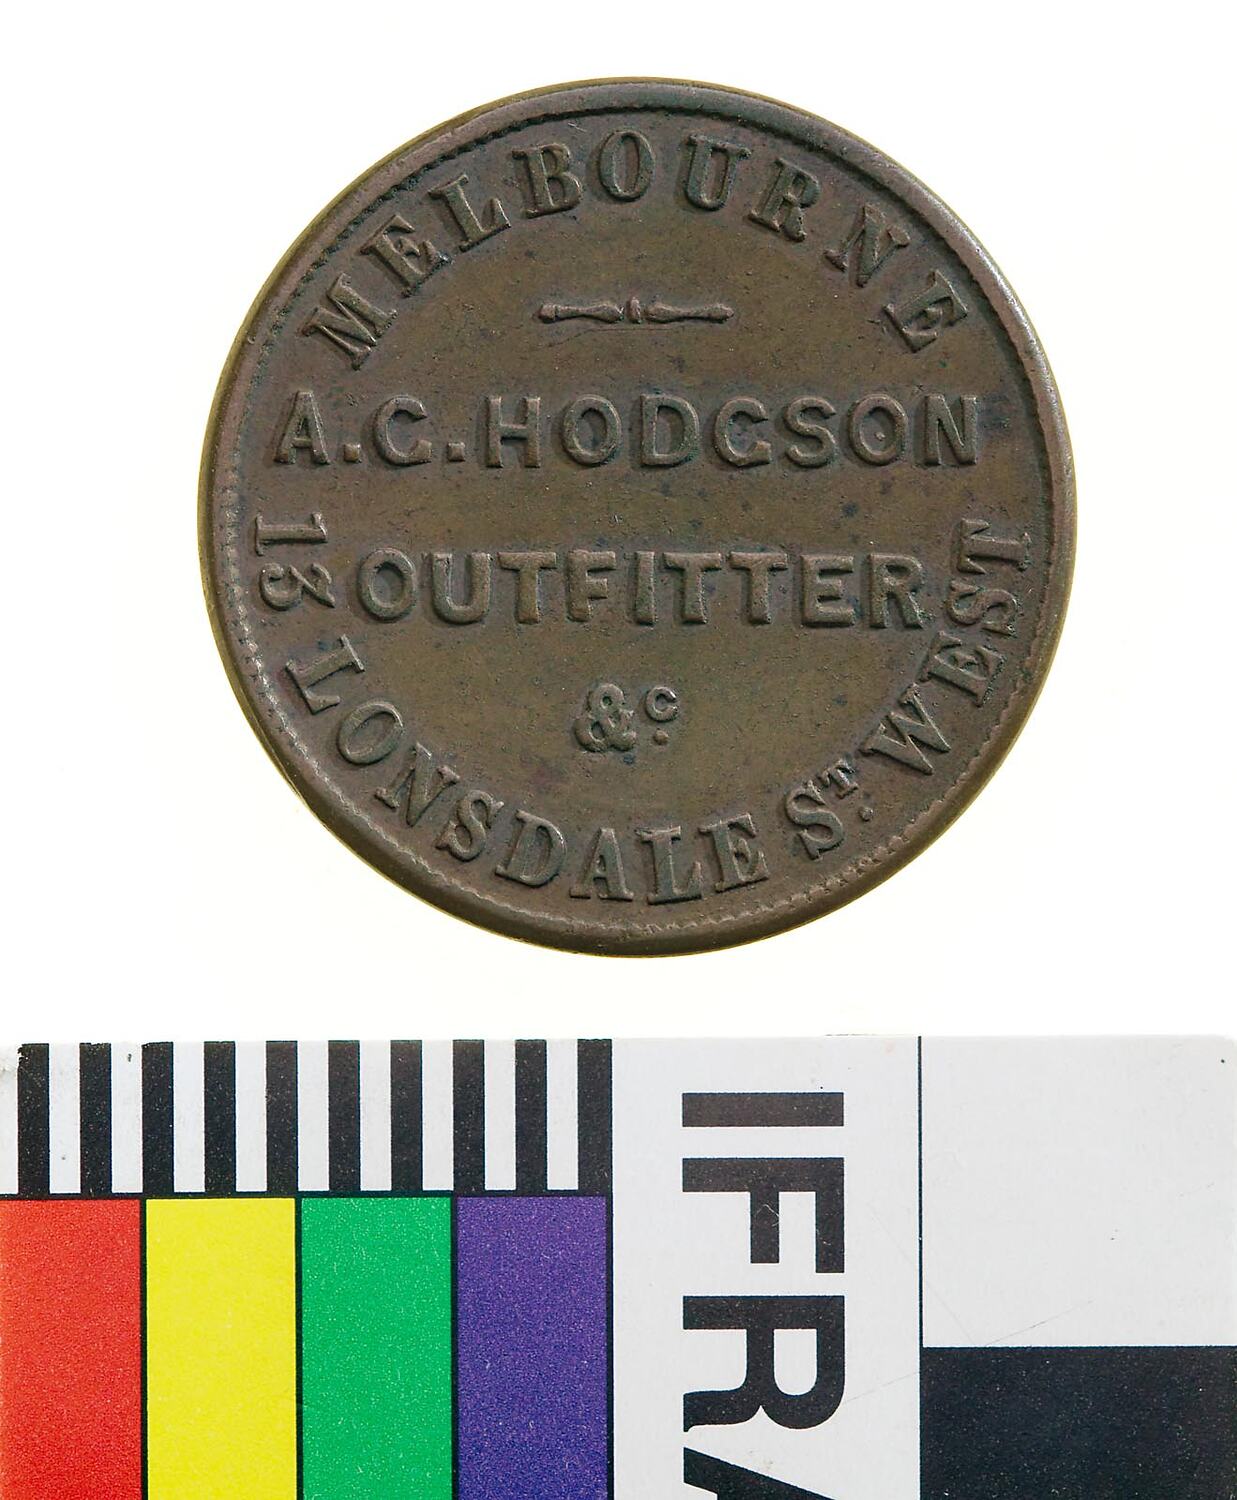 MELBOURNE
A.C.HODGSON
OUTFITTER
&c.
13 LONSDALE ST. WEST
IFRA